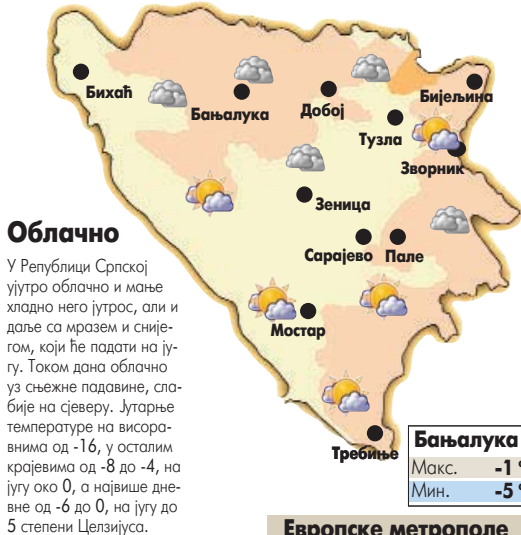 Бихаћ
Бањалука
Добој
Бијељина
Тузла
Зворник
Зеница
Сарајево Пале
Мостар
Требиње
Облачно
У Републици Српској
ујутро облачно и мање
хладно него јутрос, али и
даље са мразем и сније-
гом, који ће падати на ју-
гу. Током дана облачно
уз сњежне падавине, сла-
бије на сјеверу. Јутарње
температуре на висора-
внима од -16, у осталим
крајевима од -8 до -4, на
југу око 0, а највише дне-
вне од -6 до 0, на југу до
5 степени Целзијуса.
Бањалука
Макс. -1 °
Мин. -5 °
Европске метрополе